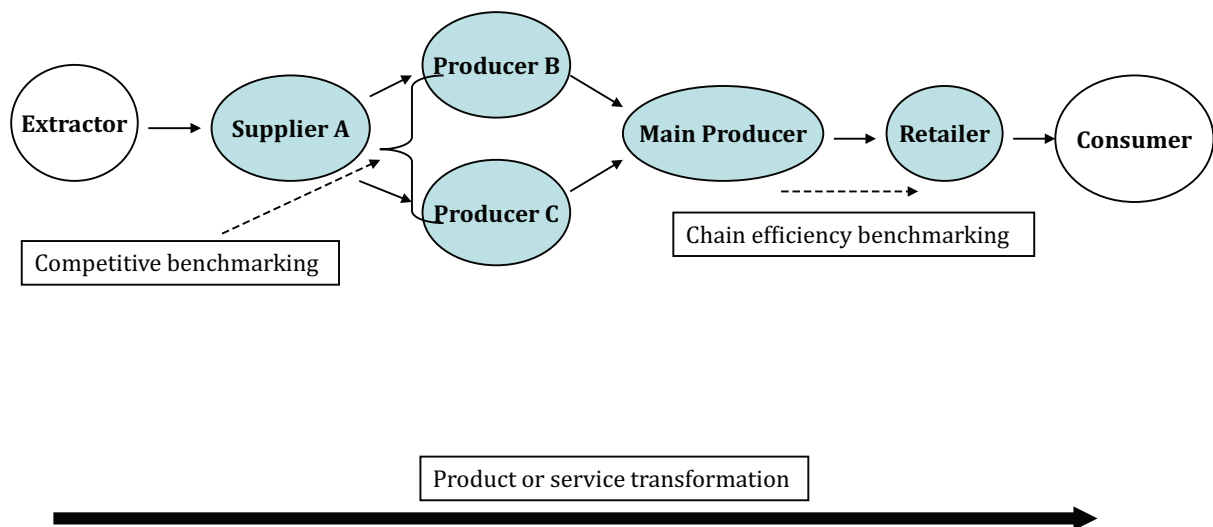 Producer B
Extractor
Supplier A
Main Producer
Retailer
Consumer
Producer C
Competitive benchmarking
Chain efficiency benchmarking
Product or service transformation